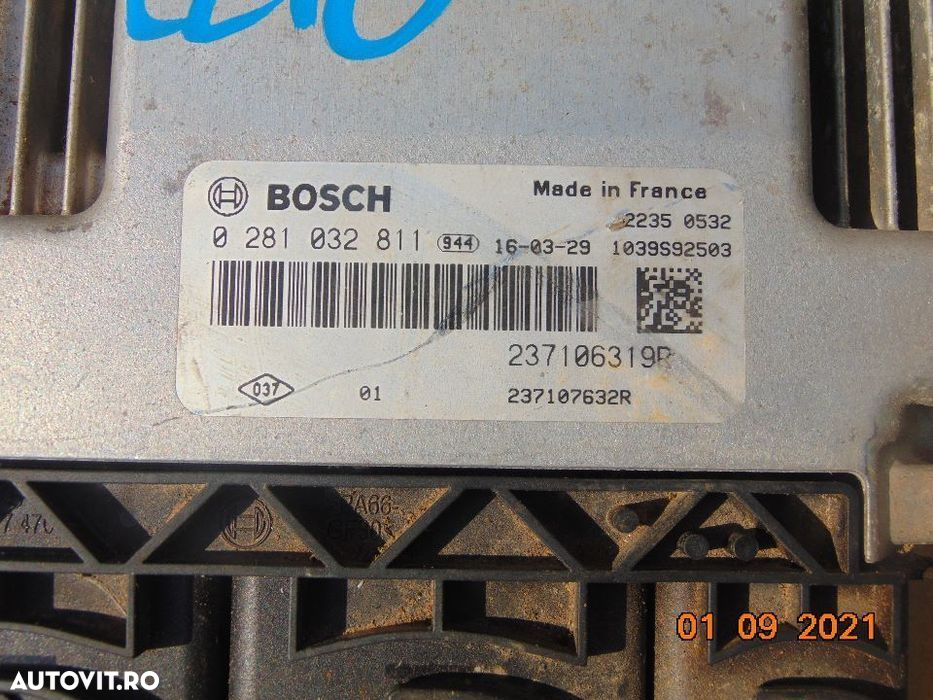 BOSCH
Made in France
2235 0532
0 281 032 811 944 16-03-29 1039S92503
237106319R
037 01 237107632R
01 09 2021
AUTOVIT.RO